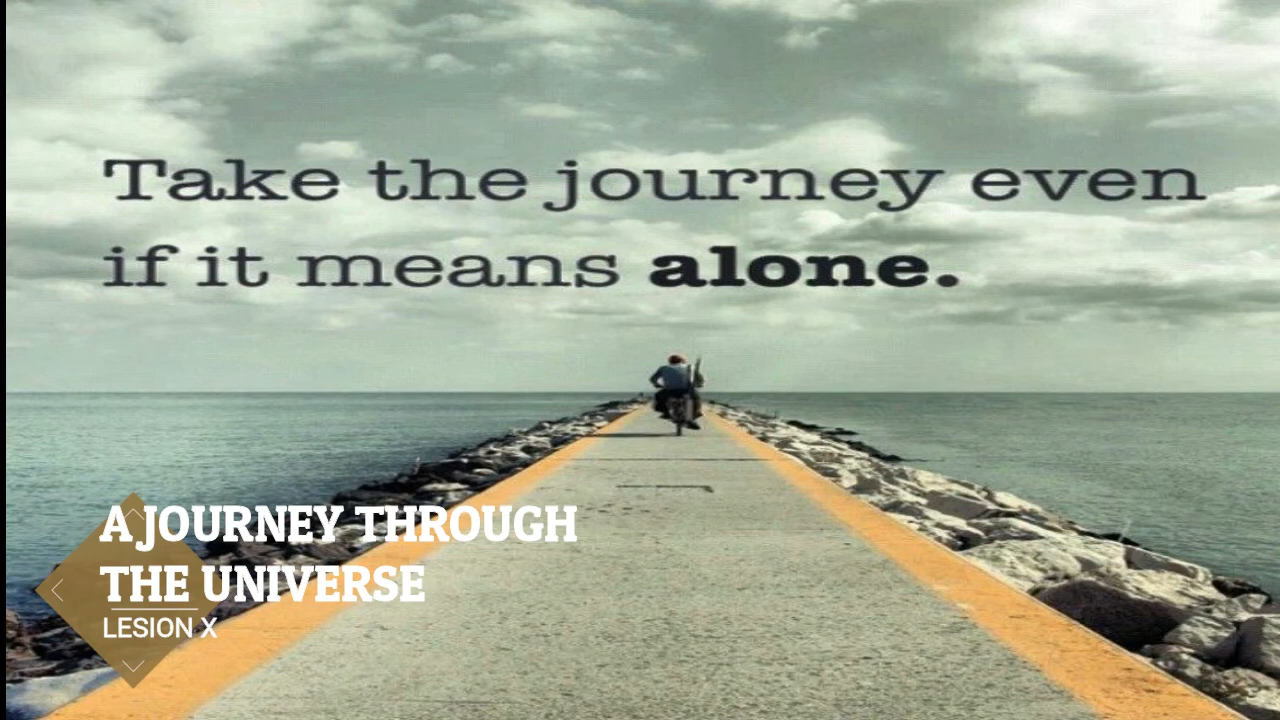 Take the journey even
if it means alone.
A JOURNEY THROUGH
THE UNIVERSE
LESION X